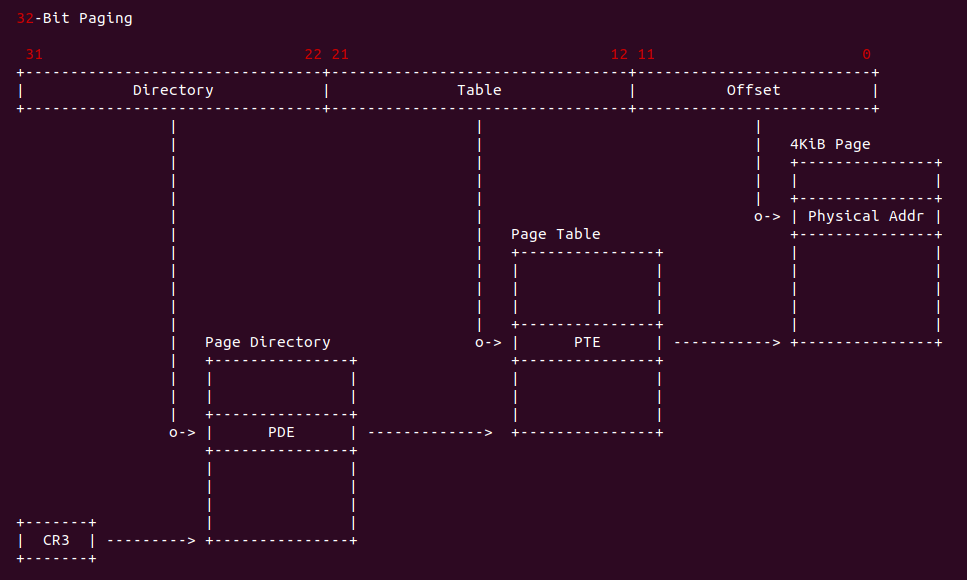 32-Bit Paging
31 22 21 12 11 0
Directory Table Offset
4KiB Page
o-> Physical Addr
Page Table
Page Directory o-> PTE ----------->
o-> PDE ------------->
CR3 ---------->